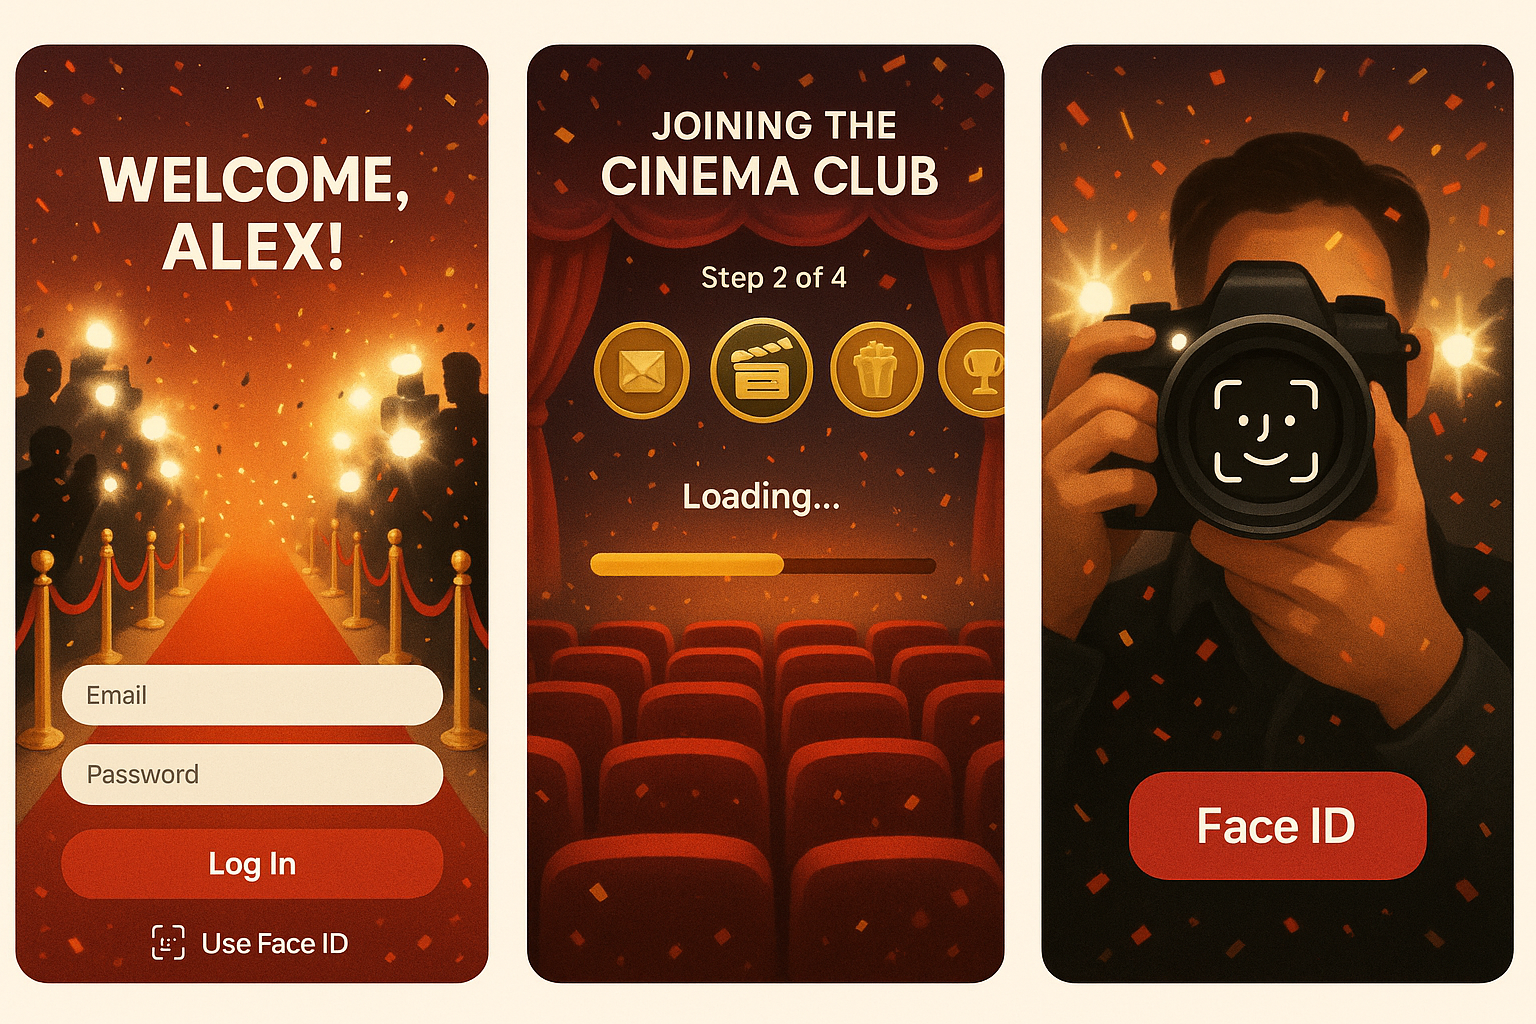 WELCOME,
ALEX!
Email
Password
Log In
Use Face ID
JOINING THE
CINEMA CLUB
Step 2 of 4
Loading...
Face ID